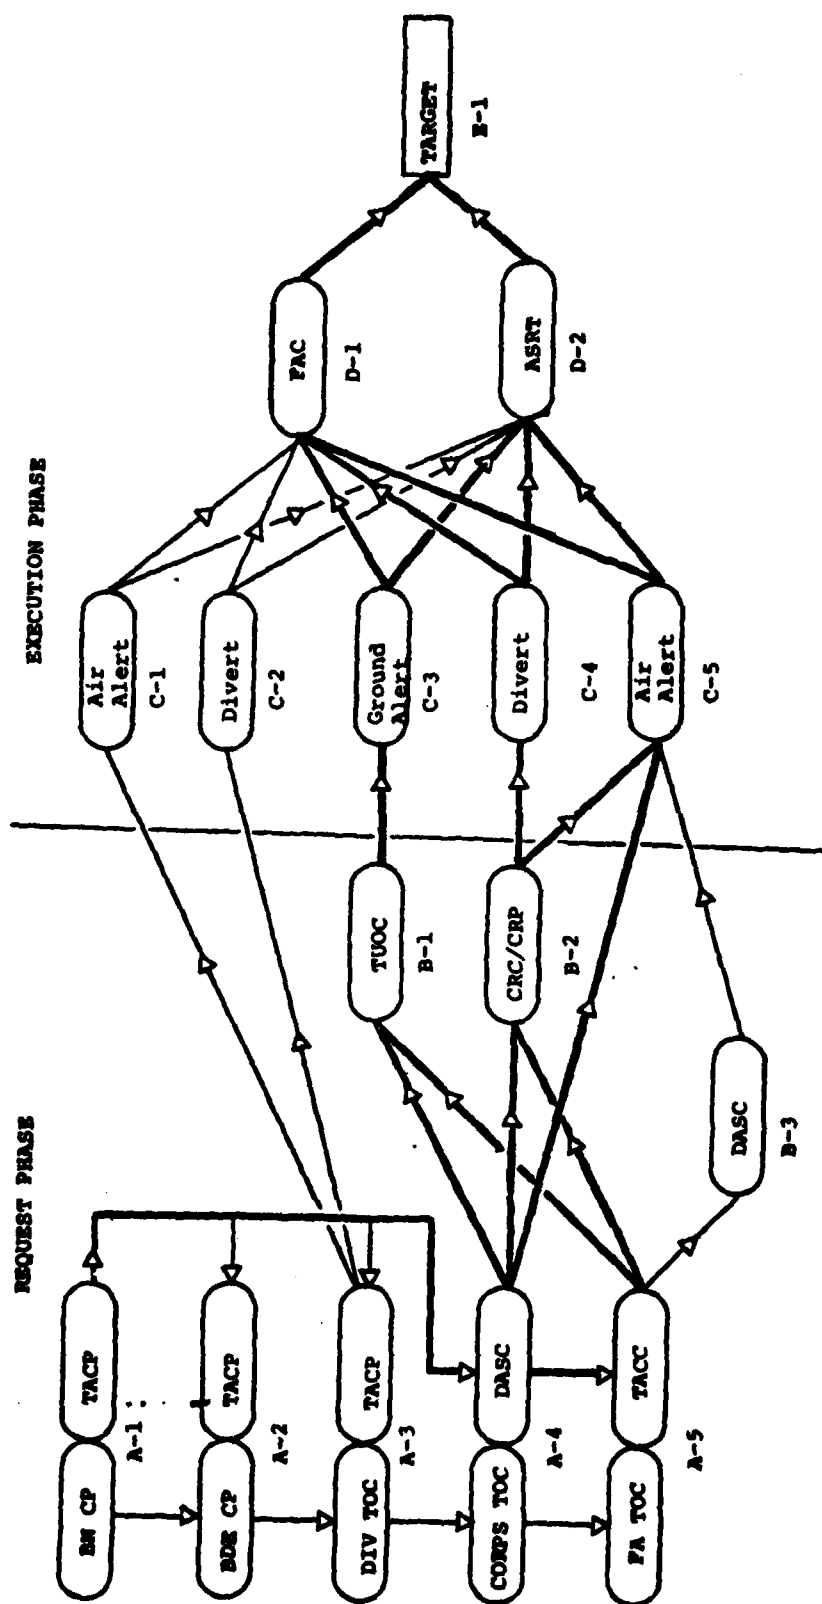 REQUEST PHASE
EXECUTION PHASE
BN CP
TACP
A-1
BDE CP
TACP
A-2
DIV TOC
TACP
A-3
CORPS TOC
DASC
A-4
FA TOC
TACC
A-5
TUOC
B-1
CRC/CRP
B-2
DASC
B-3
Air
Alert
C-1
Divert
C-2
Ground
Alert
C-3
Divert
C-4
Air
Alert
C-5
FAC
D-1
ASRT
D-2
TARGET
E-1